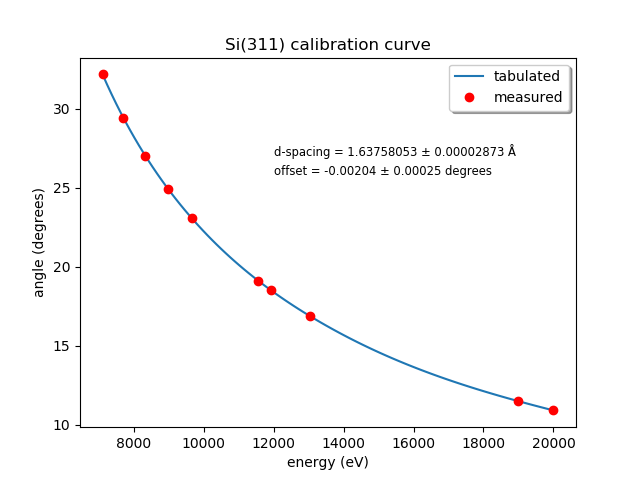 Si(311) calibration curve
tabulated
measured
d-spacing = 1.63758053 ± 0.00002873 Å
offset = -0.00204 ± 0.00025 degrees
angle (degrees)
30
25
20
15
10
8000 10000 12000 14000 16000 18000 20000
energy (eV)